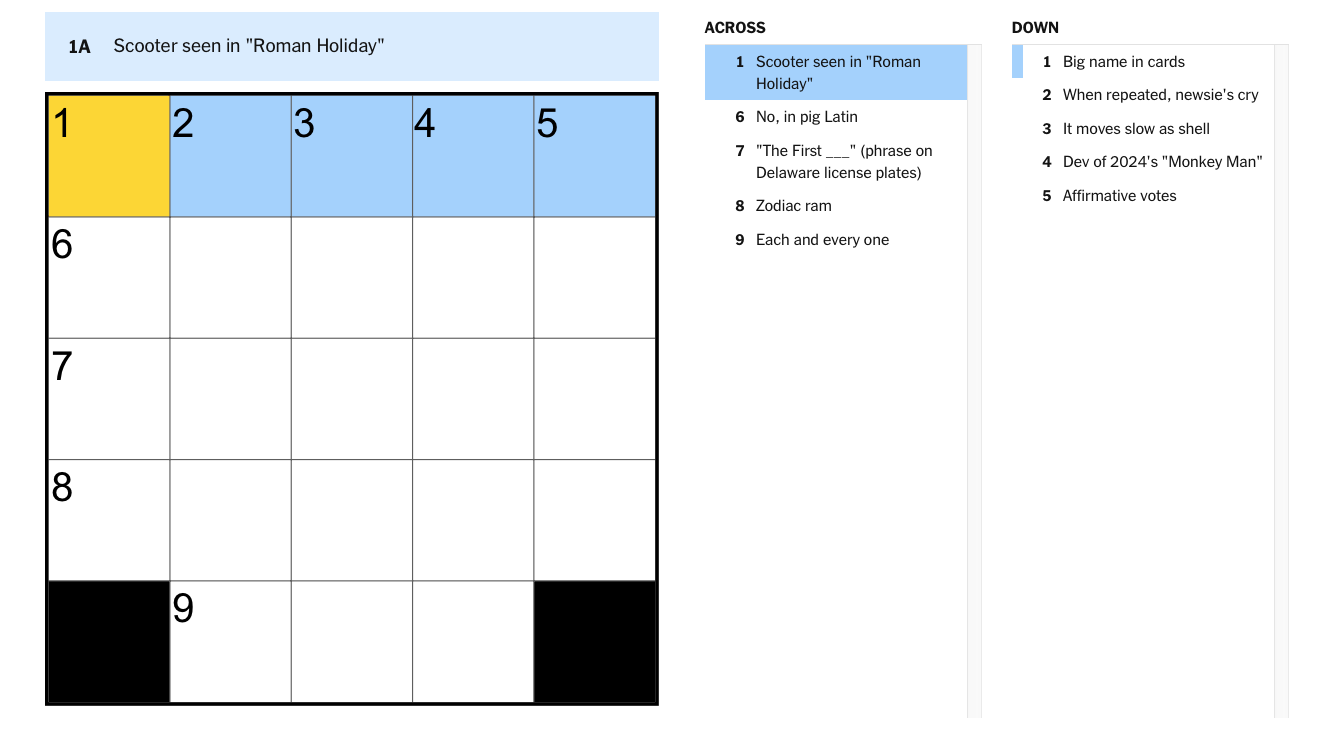 1A Scooter seen in "Roman Holiday"
1 2 3 4 5
6
7
8
9
ACROSS
1 Scooter seen in "Roman
Holiday"
6 No, in pig Latin
7 "The First ___" (phrase on
Delaware license plates)
8 Zodiac ram
9 Each and every one
DOWN
1 Big name in cards
2 When repeated, newsie's cry
3 It moves slow as shell
4 Dev of 2024's "Monkey Man"
5 Affirmative votes